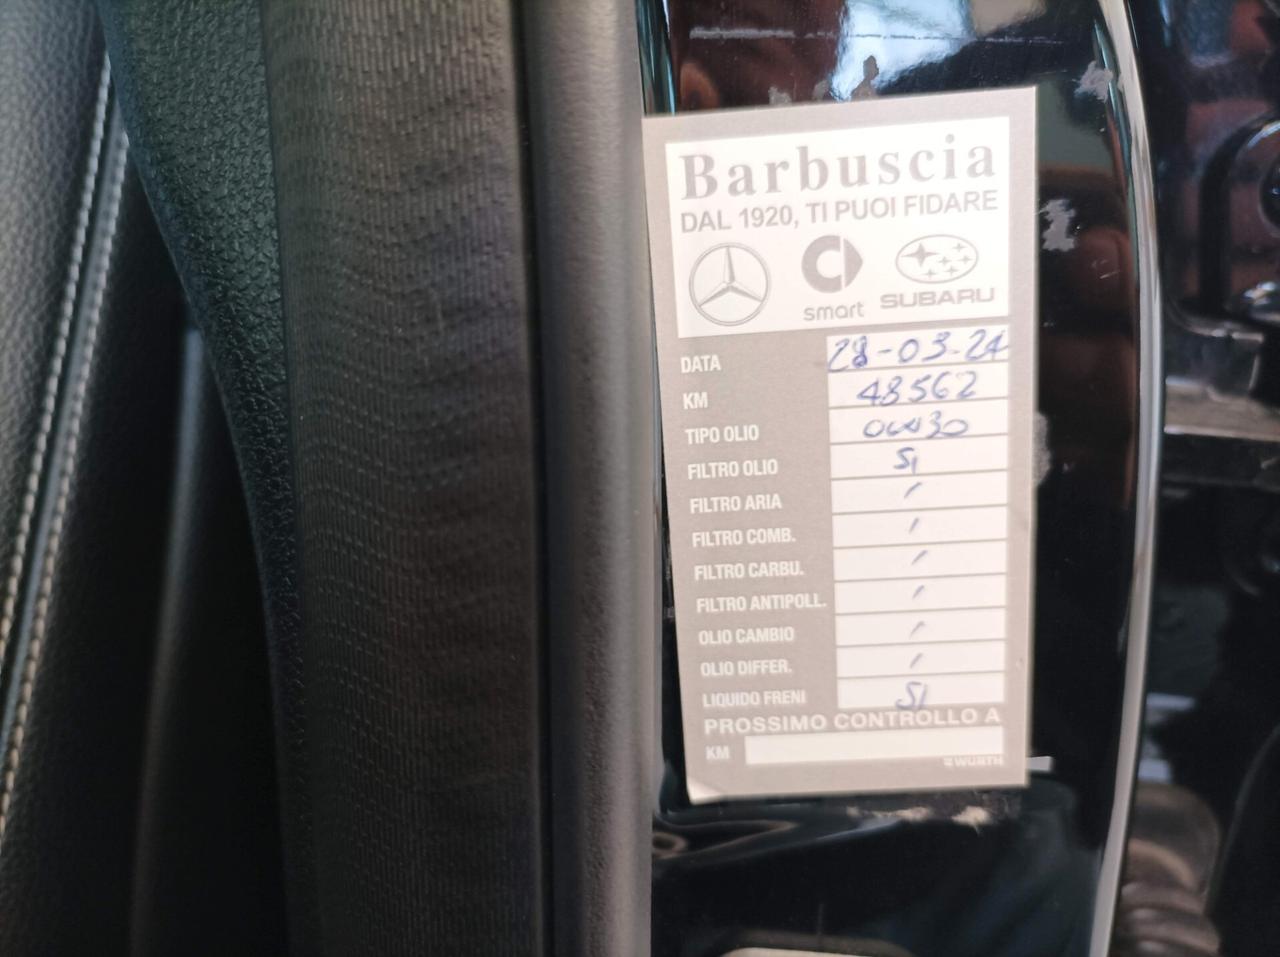 Barbuscia
DAL 1920, TI PUOI FIDARE
smart
SUBARU
DATA 28-03-24
KM 48562
TIPO OLIO 0W30
FILTRO OLIO SI
FILTRO ARIA /
FILTRO COMB. /
FILTRO CARBU. /
FILTRO ANTIPOLL. /
OLIO CAMBIO /
OLIO DIFFER. /
LIQUIDO FRENI SI
PROSSIMO CONTROLLO A
KM
WÜRTH